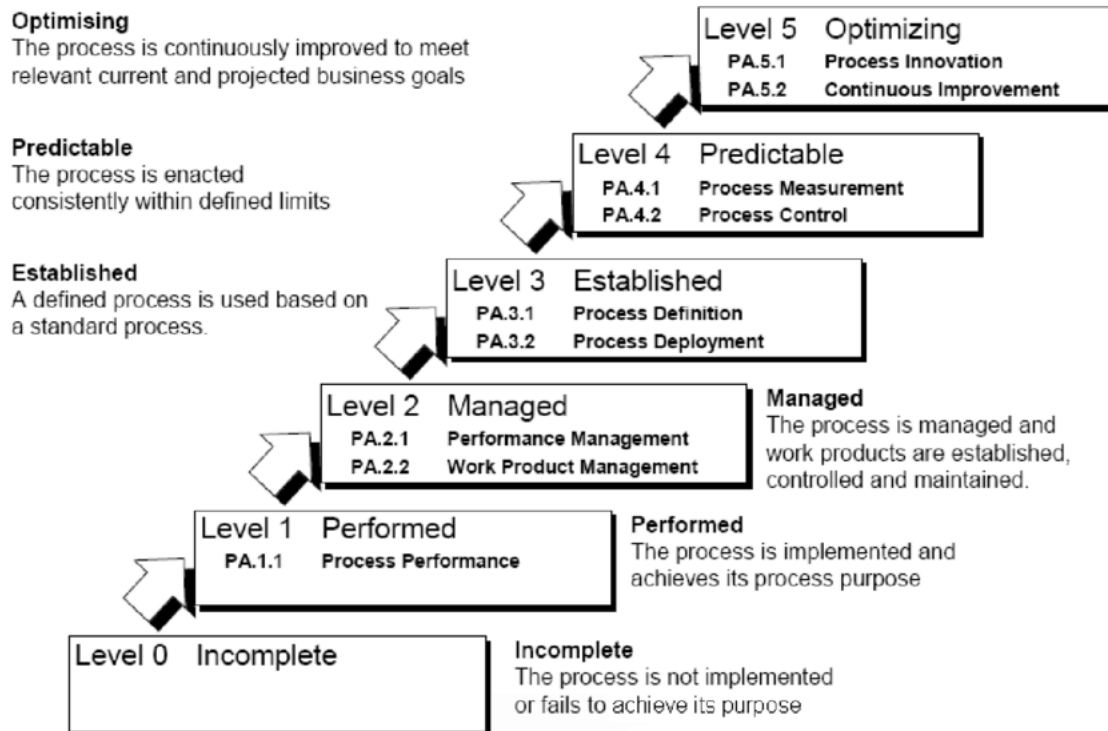 Optimising
The process is continuously improved to meet
relevant current and projected business goals
Level 5 Optimizing
PA.5.1 Process Innovation
PA.5.2 Continuous Improvement
Predictable
The process is enacted
consistently within defined limits
Level 4 Predictable
PA.4.1 Process Measurement
PA.4.2 Process Control
Established
A defined process is used based on
a standard process.
Level 3 Established
PA.3.1 Process Definition
PA.3.2 Process Deployment
Level 2 Managed
PA.2.1 Performance Management
PA.2.2 Work Product Management
Managed
The process is managed and
work products are established,
controlled and maintained.
Level 1 Performed
PA.1.1 Process Performance
Performed
The process is implemented and
achieves its process purpose
Level 0 Incomplete
Incomplete
The process is not implemented
or fails to achieve its purpose